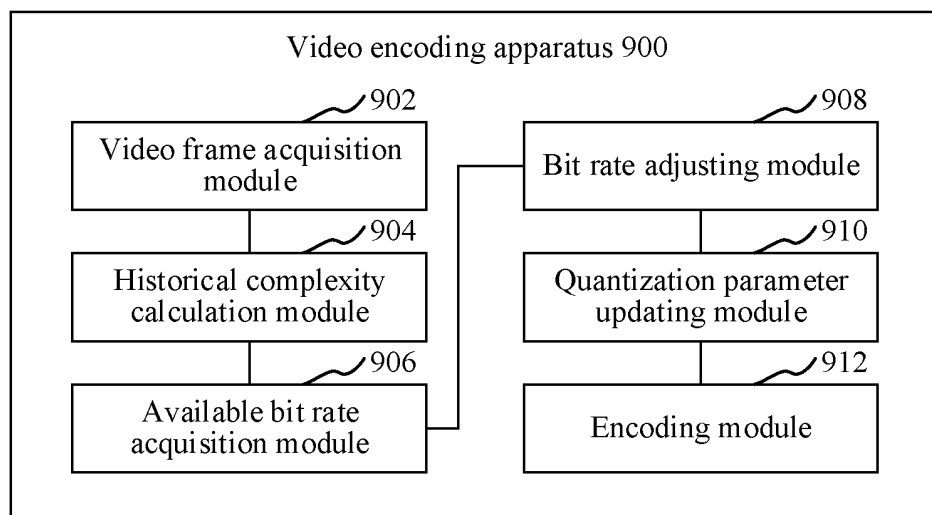 Video encoding apparatus 900
902
Video frame acquisition
module
904
Historical complexity
calculation module
906
Available bit rate
acquisition module
908
Bit rate adjusting module
910
Quantization parameter
updating module
912
Encoding module